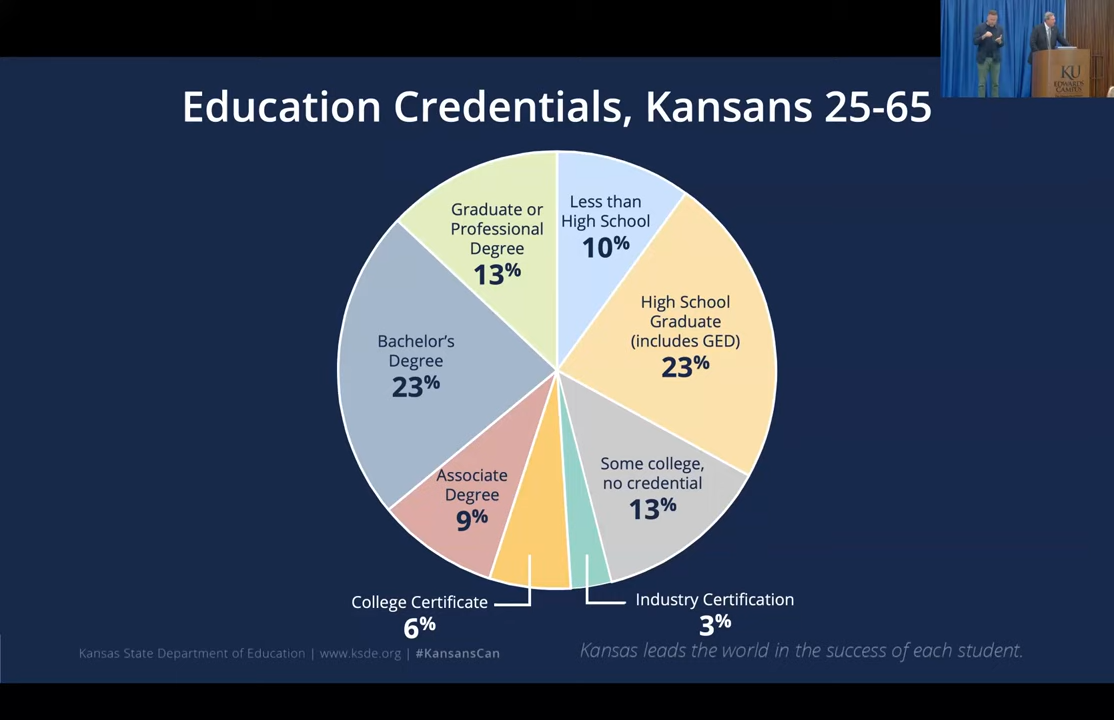 KU
EDWARDS
CAMPUS
Education Credentials, Kansans 25-65
Less than
High School
10%
High School
Graduate
(includes GED)
23%
Some college,
no credential
13%
Industry Certification
3%
College Certificate
6%
Associate
Degree
9%
Bachelor’s
Degree
23%
Graduate or
Professional
Degree
13%
Kansas State Department of Education | www.ksde.org | #KansansCan
Kansas leads the world in the success of each student.